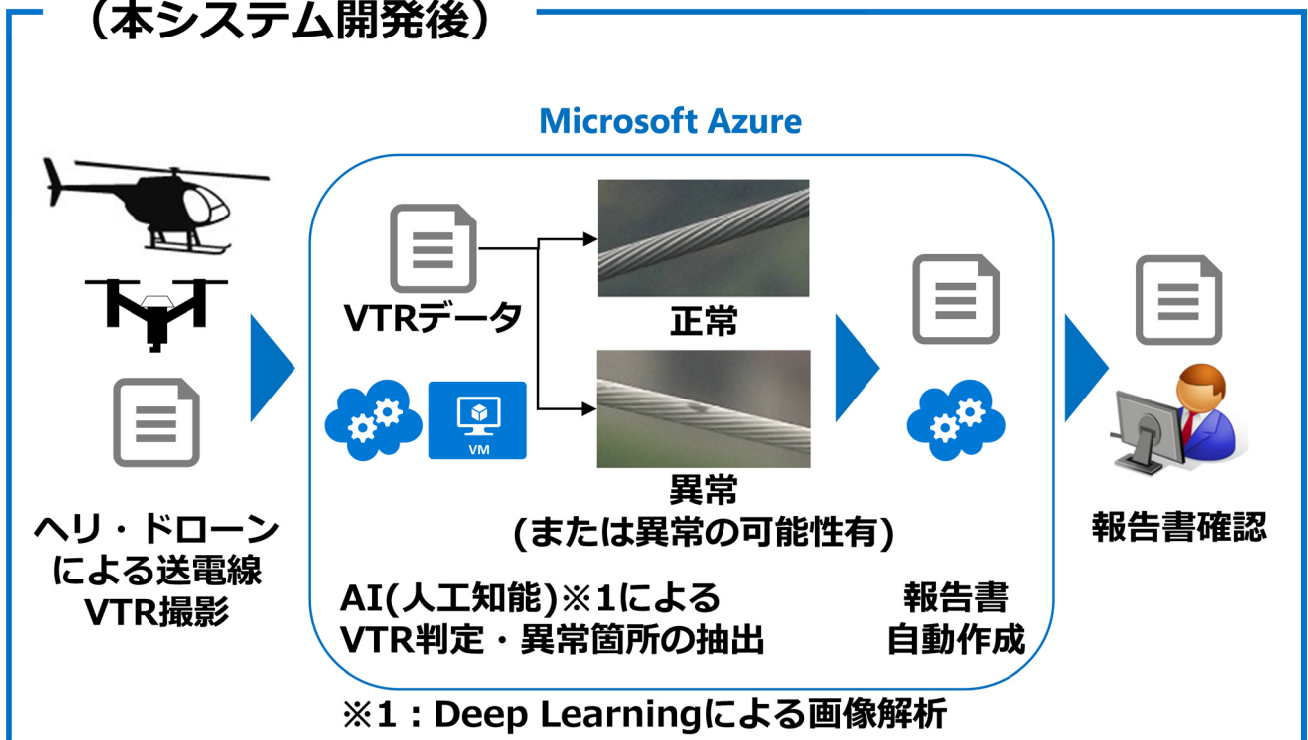 (本システム開発後)
Microsoft Azure
VTRデータ
正常
VM
異常
(または異常の可能性有)
ヘリ・ドローン
による送電線
VTR撮影
AI(人工知能)※1による
VTR判定・異常箇所の抽出
報告書
自動作成
報告書確認
※1:Deep Learningによる画像解析